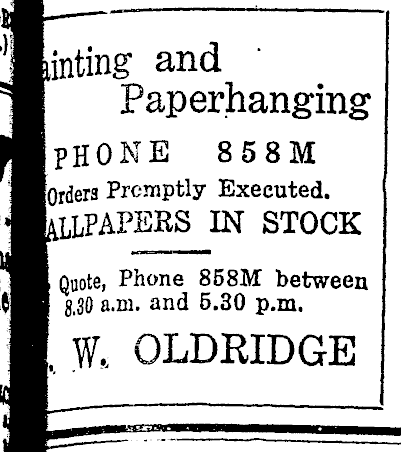 ainting and
Paperhanging
PHONE 858M
Orders Promptly Executed.
ALLPAPERS IN STOCK
Quote, Phone 858M between
8.30 a.m. and 5.30 p.m.
W. OLDRIDGE